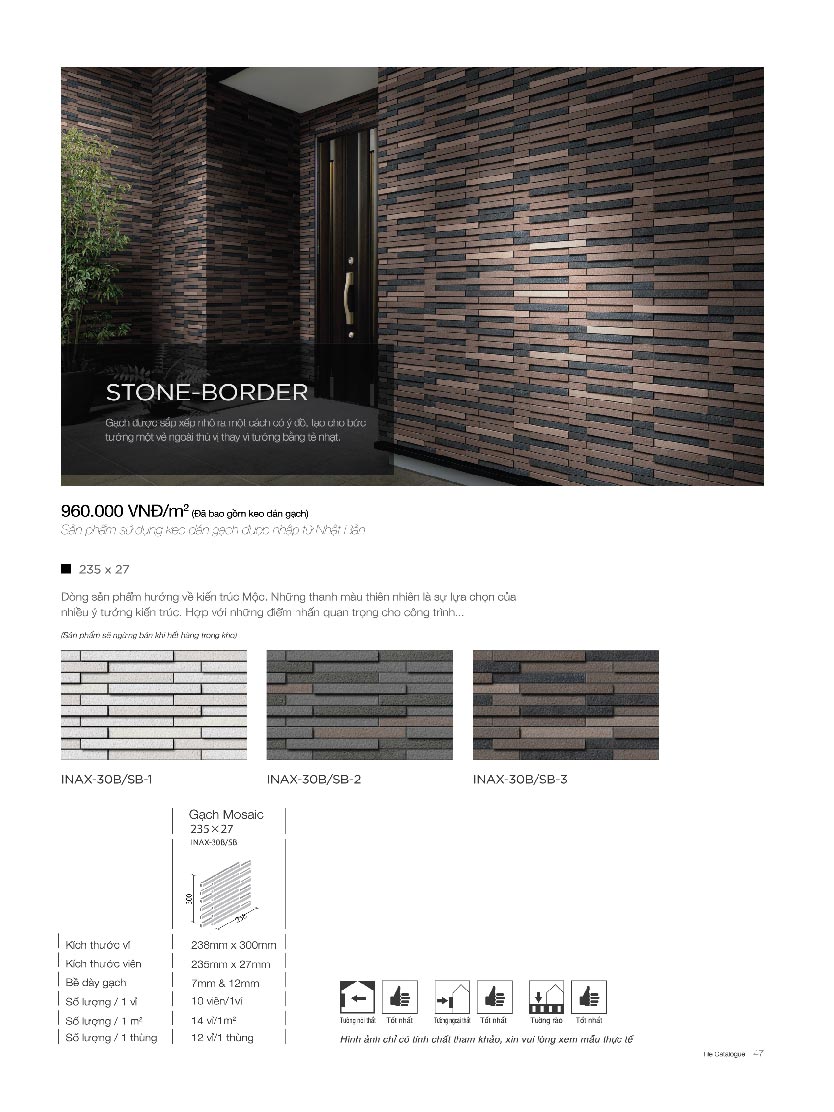 STONE-BORDER
Gạch được sắp xếp nhô ra một cách có ý đồ, tạo cho bức
tường một vẻ ngoài thú vị thay vì tường bằng tẻ nhạt.
960.000 VNĐ/m² (Đã bao gồm keo dán gạch)
Sản phẩm sử dụng keo dán gạch được nhập từ Nhật Bản
235 x 27
Dòng sản phẩm hướng về kiến trúc Mộc. Những thanh màu thiên nhiên là sự lựa chọn của
nhiều ý tưởng kiến trúc. Hợp với những điểm nhấn quan trọng cho công trình...
(Sản phẩm sẽ ngừng bán khi hết hàng trong kho)
INAX-30B/SB-1
INAX-30B/SB-2
INAX-30B/SB-3
Gạch Mosaic
235×27
INAX-30B/SB
300
Kích thước vỉ 238mm x 300mm
Kích thước viên 235mm x 27mm
Bề dày gạch 7mm & 12mm
Số lượng / 1 vỉ 10 viên/1vỉ
Số lượng / 1 m² 14 vỉ/1m²
Số lượng / 1 thùng 12 vỉ/1 thùng
Tường nội thất Tốt nhất Tường ngoại thất Tốt nhất Tường rào Tốt nhất
Hình ảnh chỉ có tính chất tham khảo, xin vui lòng xem mẫu thực tế
Tile Catalogue 47